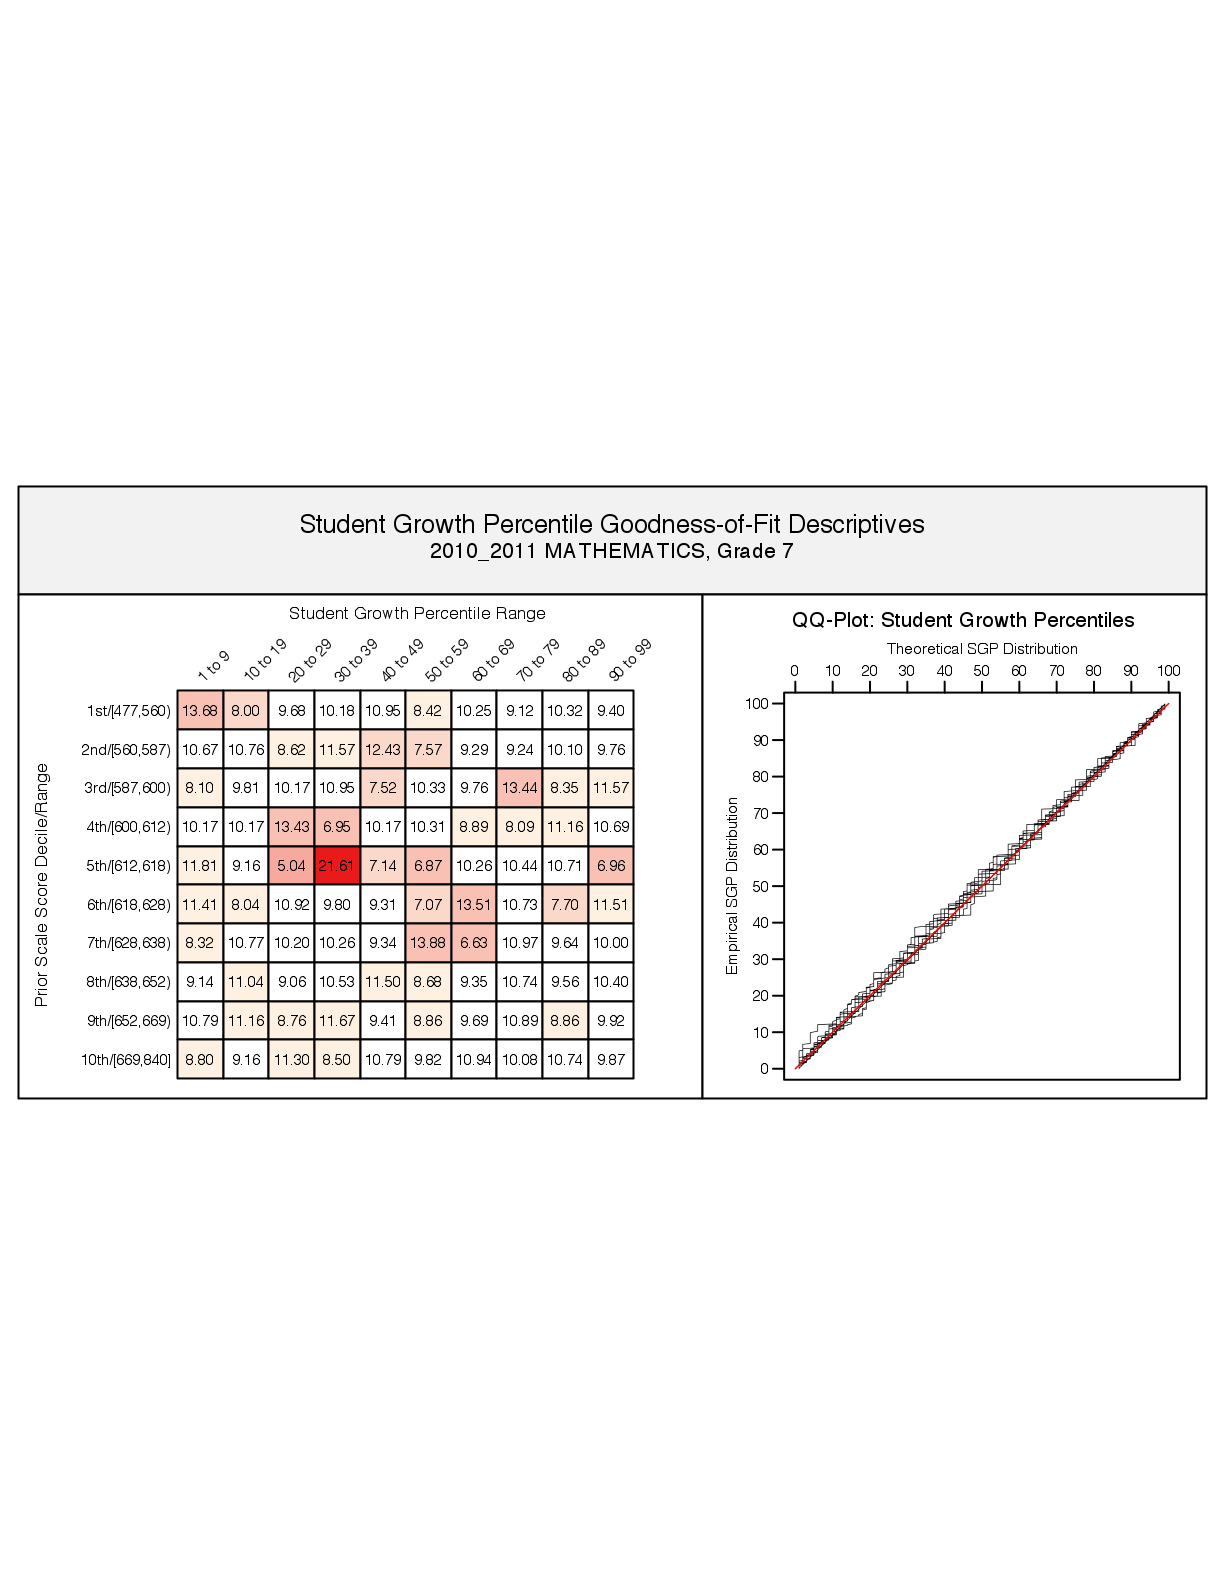 Student Growth Percentile Goodness-of-Fit Descriptives
2010_2011 MATHEMATICS, Grade 7
Student Growth Percentile Range
1 to 9 10 to 19 20 to 29 30 to 39 40 to 49 50 to 59 60 to 69 70 to 79 80 to 89 90 to 99
Prior Scale Score Decile/Range
1st/[477,560) 13.68 8.00 9.68 10.18 10.95 8.42 10.25 9.12 10.32 9.40
2nd/[560,587) 10.67 10.76 8.62 11.57 12.43 7.57 9.29 9.24 10.10 9.76
3rd/[587,600) 8.10 9.81 10.17 10.95 7.52 10.33 9.76 13.44 8.35 11.57
4th/[600,612) 10.17 10.17 13.43 6.95 10.17 10.31 8.89 8.09 11.16 10.69
5th/[612,618) 11.81 9.16 5.04 21.61 7.14 6.87 10.26 10.44 10.71 6.96
6th/[618,628) 11.41 8.04 10.92 9.80 9.31 7.07 13.51 10.73 7.70 11.51
7th/[628,638) 8.32 10.77 10.20 10.26 9.34 13.88 6.63 10.97 9.64 10.00
8th/[638,652) 9.14 11.04 9.06 10.53 11.50 8.68 9.35 10.74 9.56 10.40
9th/[652,669) 10.79 11.16 8.76 11.67 9.41 8.86 9.69 10.89 8.86 9.92
10th/[669,840] 8.80 9.16 11.30 8.50 10.79 9.82 10.94 10.08 10.74 9.87
QQ-Plot: Student Growth Percentiles
Theoretical SGP Distribution
0 10 20 30 40 50 60 70 80 90 100
Empirical SGP Distribution
100
90
80
70
60
50
40
30
20
10
0